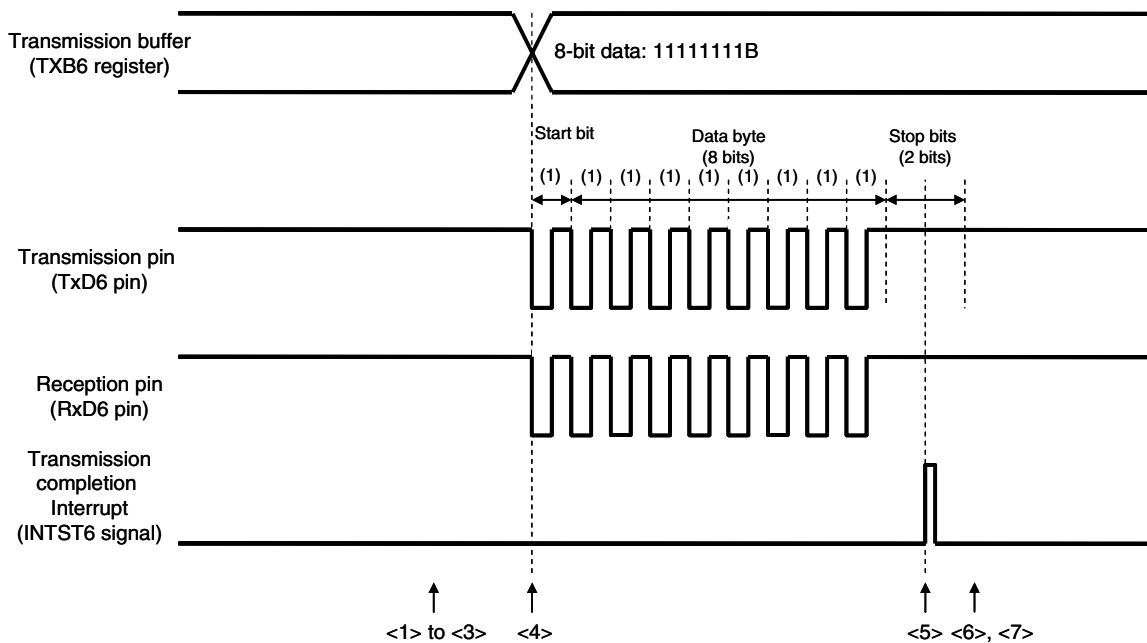 Transmission buffer
(TXB6 register)
8-bit data: 11111111B
Start bit
Data byte
(8 bits)
Stop bits
(2 bits)
(1) (1) (1) (1) (1) (1) (1) (1) (1)
Transmission pin
(TxD6 pin)
Reception pin
(RxD6 pin)
Transmission
completion
Interrupt
(INTST6 signal)
<1> to <3> <4> <5> <6>, <7>